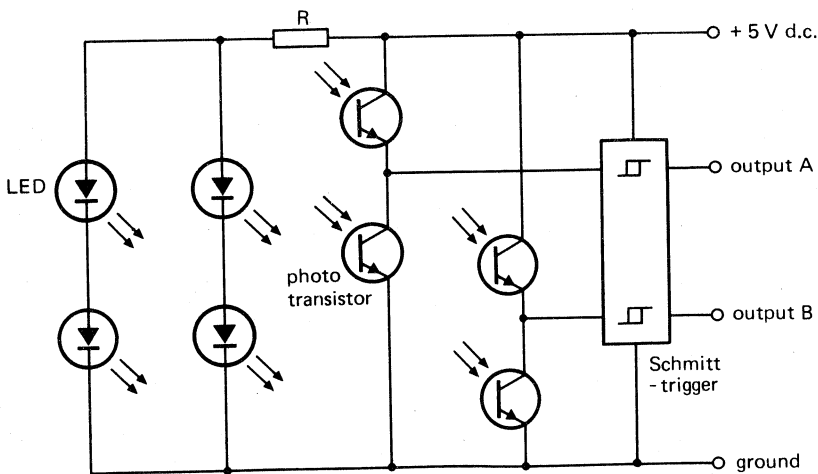 R
+ 5 V d.c.
LED
output A
photo
transistor
output B
Schmitt
- trigger
ground